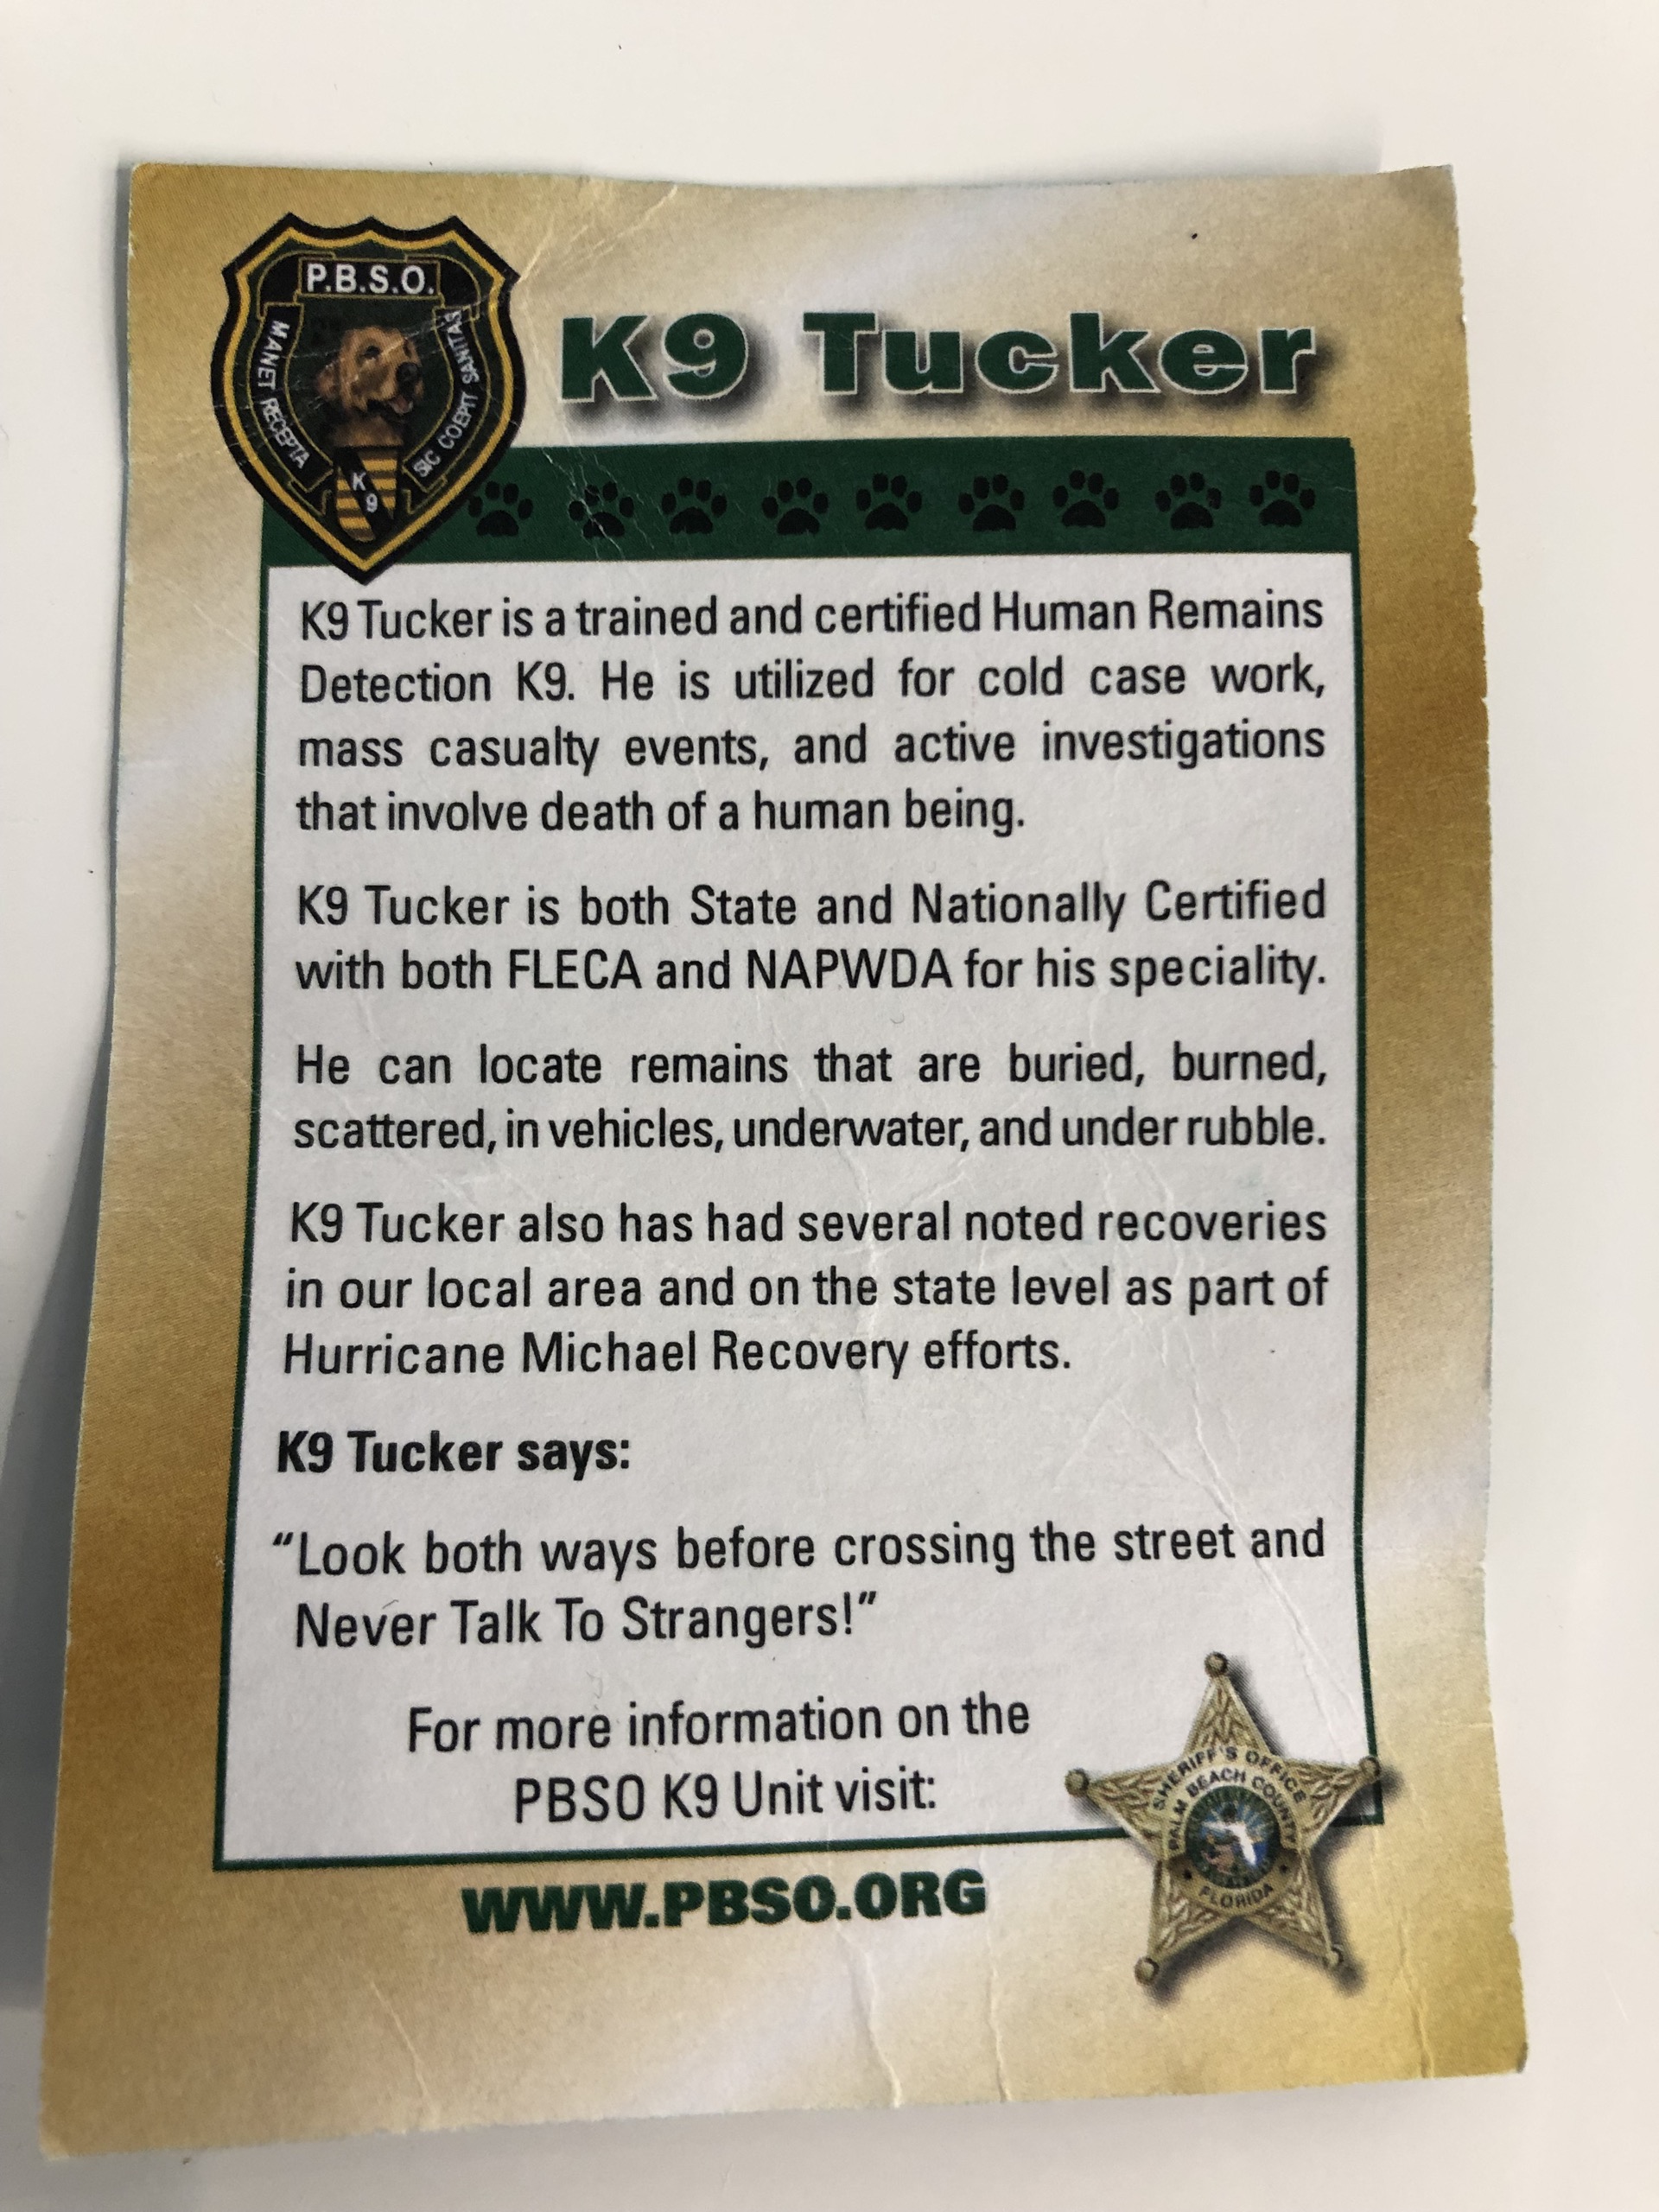 P.B.S.O.
MANET RECEPTA
SIC COEPIT SANITAS
K
9
K9 Tucker
K9 Tucker is a trained and certified Human Remains
Detection K9. He is utilized for cold case work,
mass casualty events, and active investigations
that involve death of a human being.
K9 Tucker is both State and Nationally Certified
with both FLECA and NAPWDA for his speciality.
He can locate remains that are buried, burned,
scattered, in vehicles, underwater, and under rubble.
K9 Tucker also has had several noted recoveries
in our local area and on the state level as part of
Hurricane Michael Recovery efforts.
K9 Tucker says:
“Look both ways before crossing the street and
Never Talk To Strangers!”
For more information on the
PBSO K9 Unit visit:
SHERIFF'S OFFICE
PALM BEACH COUNTY
FLORIDA
WWW.PBSO.ORG